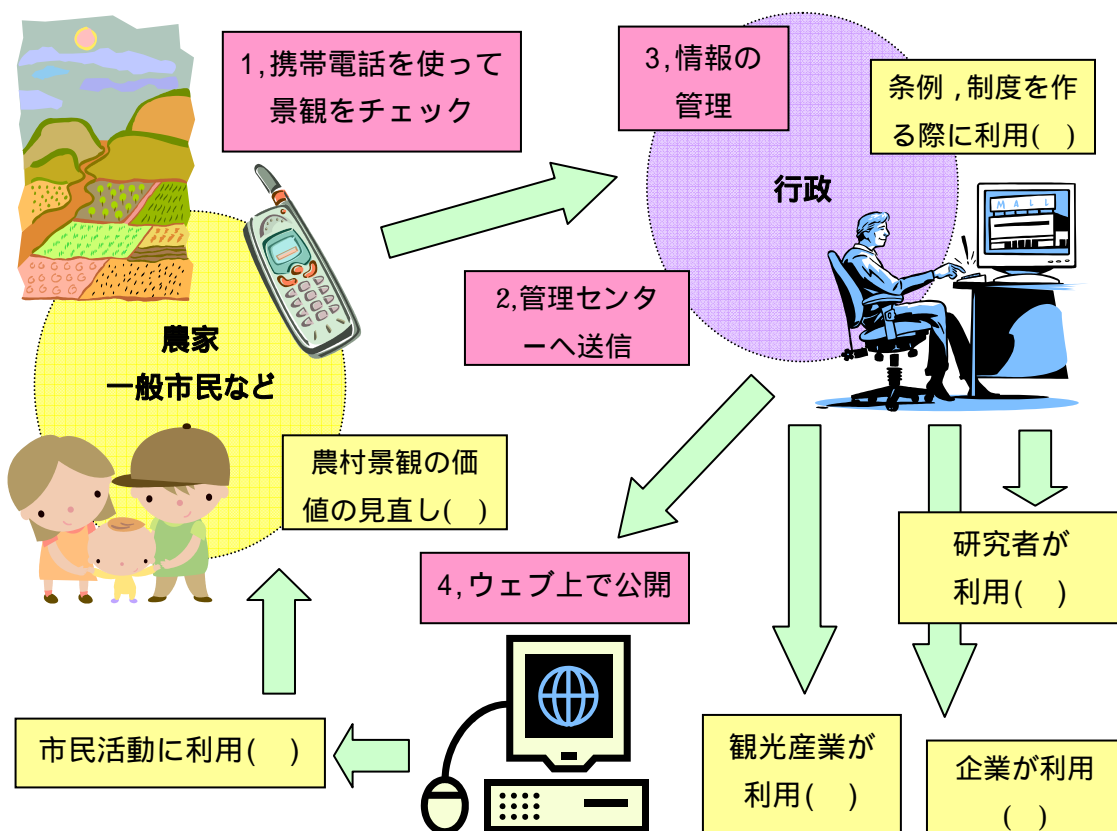 1,携帯電話を使って
景観をチェック
3,情報の
管理
条例,制度を作
る際に利用( )
行政
MALL
2,管理センタ
ーへ送信
農家
一般市民など
農村景観の価
値の見直し( )
4,ウェブ上で公開
研究者が
利用( )
市民活動に利用( )
観光産業が
利用( )
企業が利用
( )